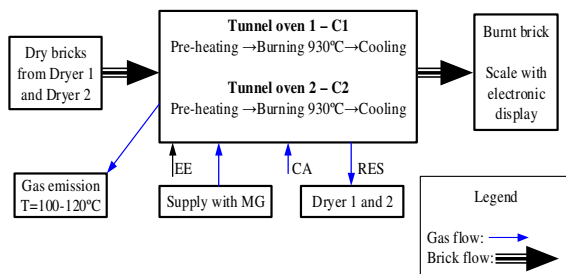 Dry bricks
from Dryer 1
and Dryer 2
Tunnel oven 1 – C1
Pre-heating →Burning 930ºC→Cooling
Tunnel oven 2 – C2
Pre-heating →Burning 930ºC→Cooling
Burnt brick
Scale with
electronic
display
EE
CA
RES
Gas emission
T=100-120ºC
Supply with MG
Dryer 1 and 2
Legend
Gas flow:
Brick flow: